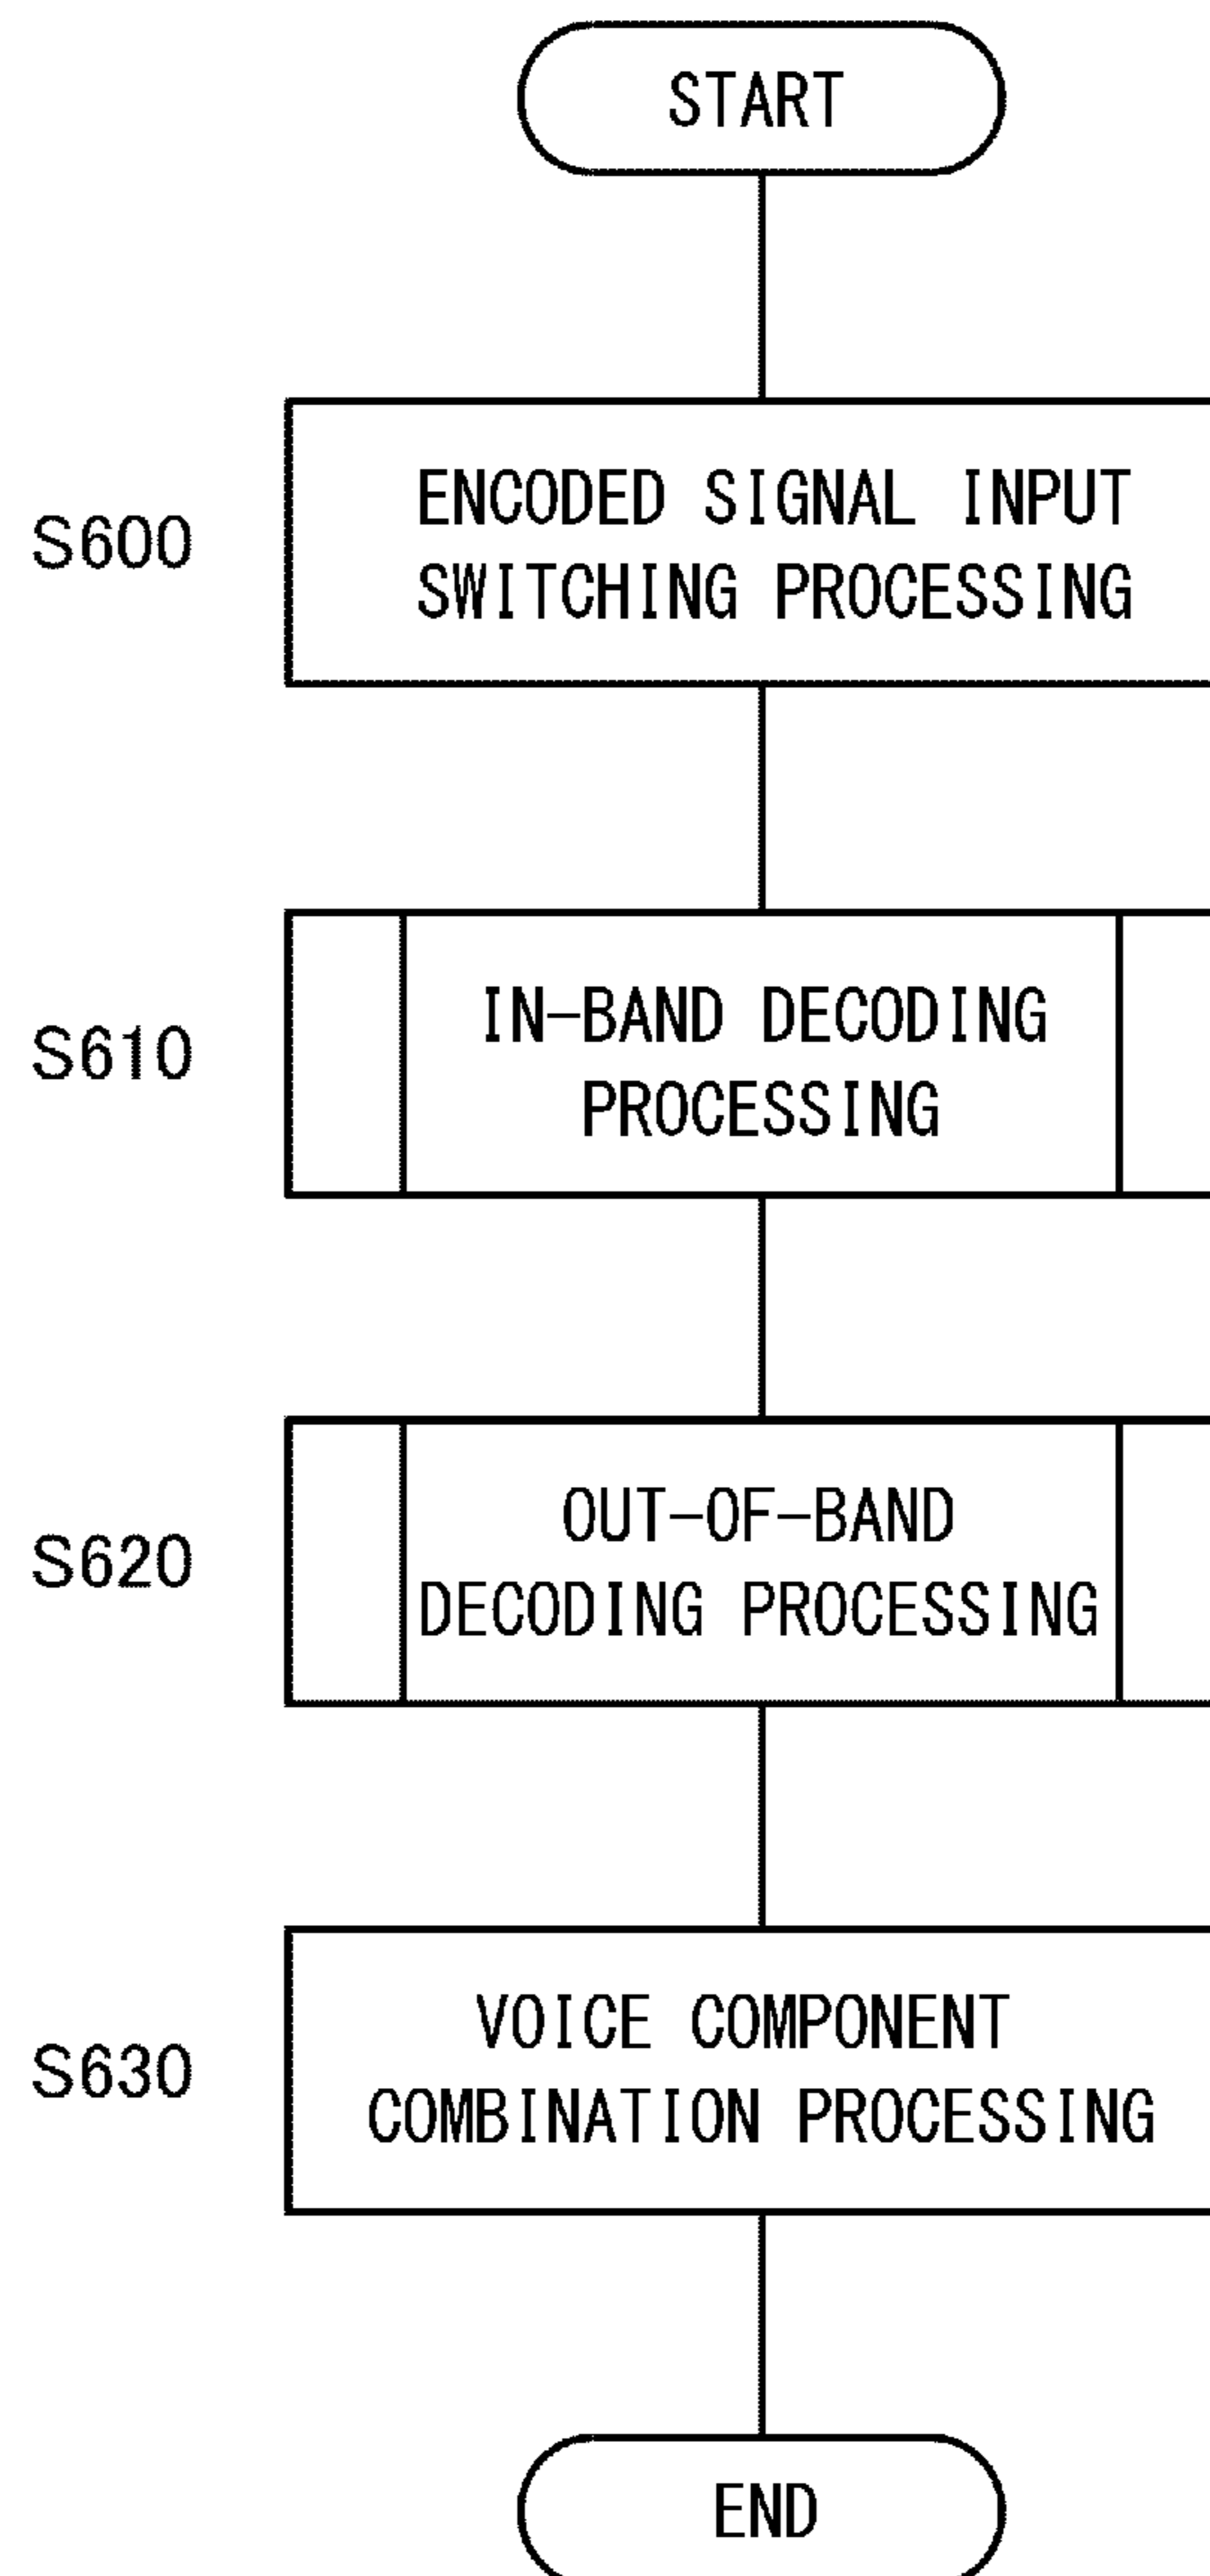 START
S600
ENCODED SIGNAL INPUT
SWITCHING PROCESSING
S610
IN-BAND DECODING
PROCESSING
S620
OUT-OF-BAND
DECODING PROCESSING
S630
VOICE COMPONENT
COMBINATION PROCESSING
END